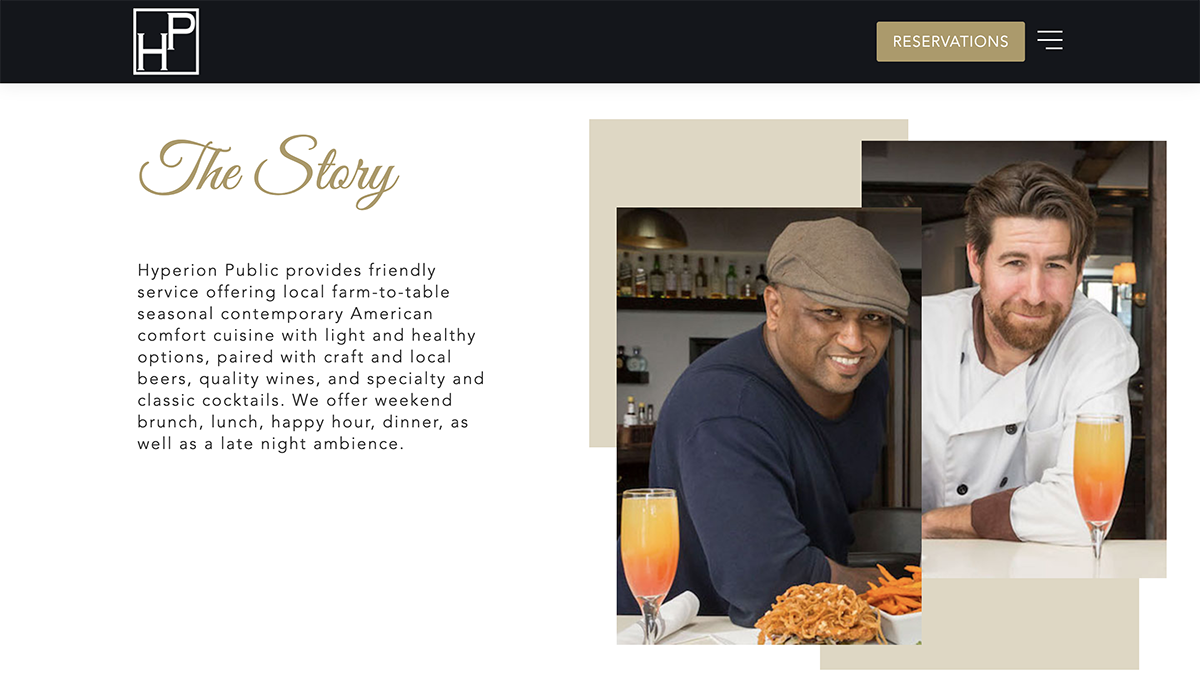 HP
RESERVATIONS
The Story
Hyperion Public provides friendly
service offering local farm-to-table
seasonal contemporary American
comfort cuisine with light and healthy
options, paired with craft and local
beers, quality wines, and specialty and
classic cocktails. We offer weekend
brunch, lunch, happy hour, dinner, as
well as a late night ambience.